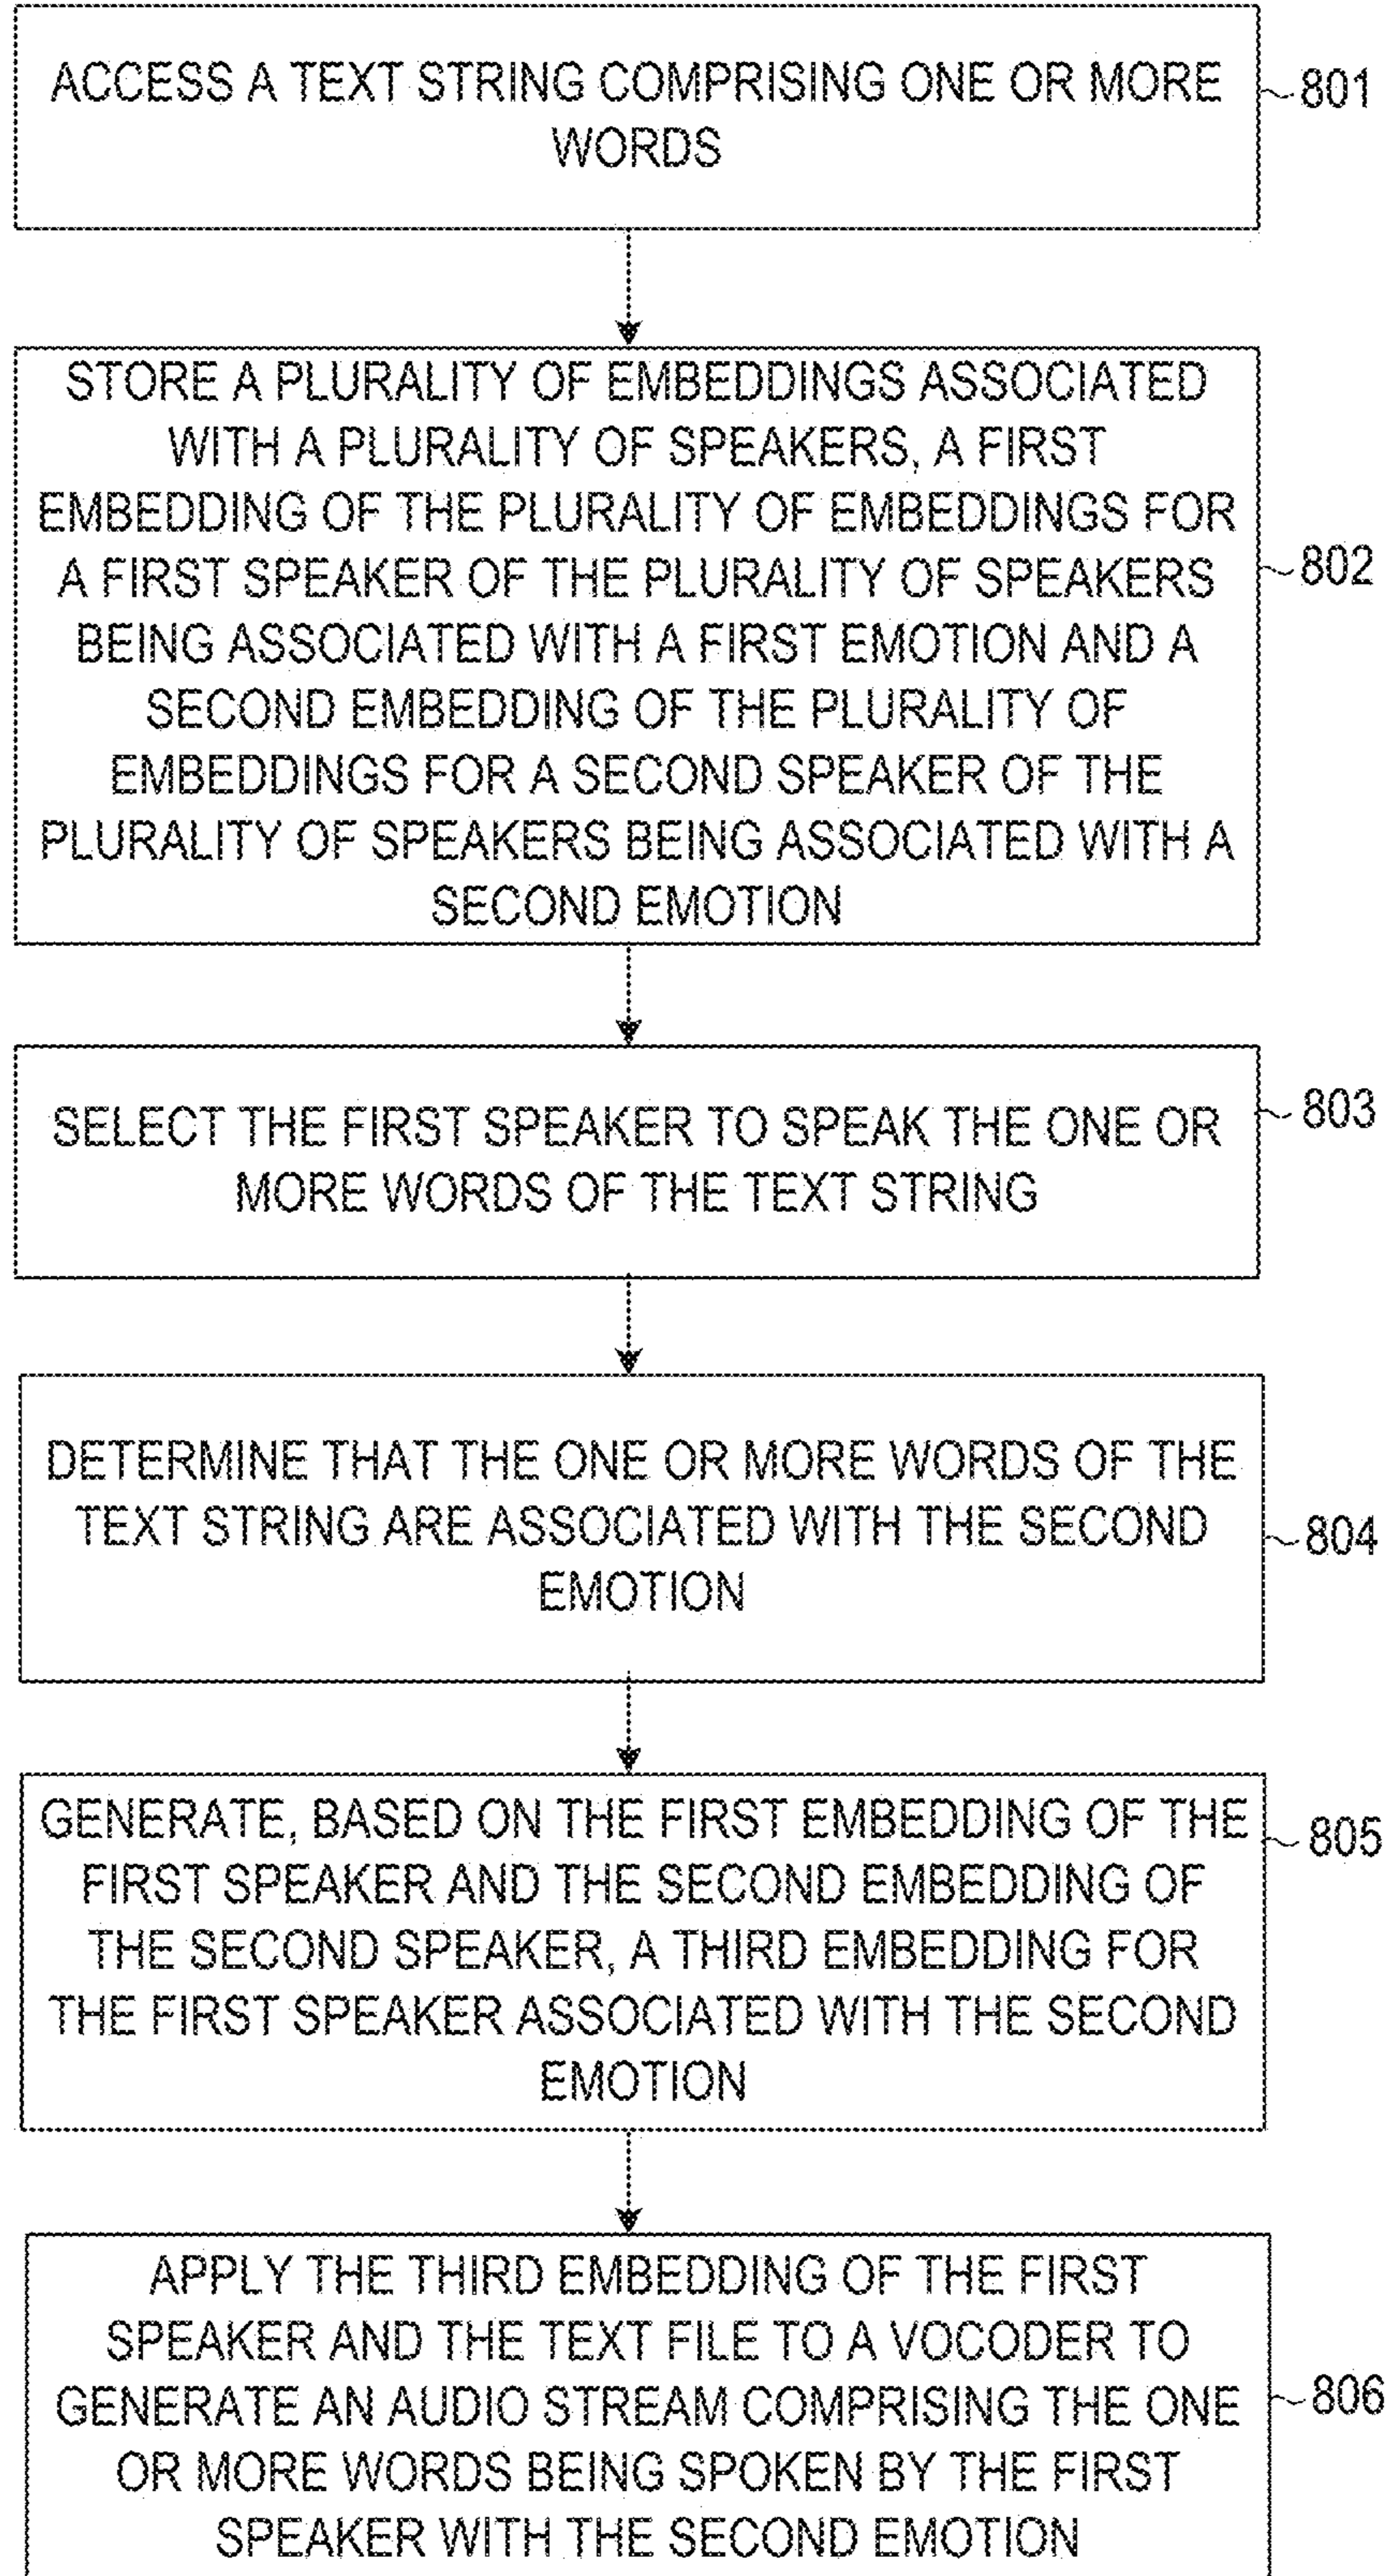 ACCESS A TEXT STRING COMPRISING ONE OR MORE
WORDS
801
STORE A PLURALITY OF EMBEDDINGS ASSOCIATED
WITH A PLURALITY OF SPEAKERS, A FIRST
EMBEDDING OF THE PLURALITY OF EMBEDDINGS FOR
A FIRST SPEAKER OF THE PLURALITY OF SPEAKERS
BEING ASSOCIATED WITH A FIRST EMOTION AND A
SECOND EMBEDDING OF THE PLURALITY OF
EMBEDDINGS FOR A SECOND SPEAKER OF THE
PLURALITY OF SPEAKERS BEING ASSOCIATED WITH A
SECOND EMOTION
802
SELECT THE FIRST SPEAKER TO SPEAK THE ONE OR
MORE WORDS OF THE TEXT STRING
803
DETERMINE THAT THE ONE OR MORE WORDS OF THE
TEXT STRING ARE ASSOCIATED WITH THE SECOND
EMOTION
804
GENERATE, BASED ON THE FIRST EMBEDDING OF THE
FIRST SPEAKER AND THE SECOND EMBEDDING OF
THE SECOND SPEAKER, A THIRD EMBEDDING FOR
THE FIRST SPEAKER ASSOCIATED WITH THE SECOND
EMOTION
805
APPLY THE THIRD EMBEDDING OF THE FIRST
SPEAKER AND THE TEXT FILE TO A VOCODER TO
GENERATE AN AUDIO STREAM COMPRISING THE ONE
OR MORE WORDS BEING SPOKEN BY THE FIRST
SPEAKER WITH THE SECOND EMOTION
806